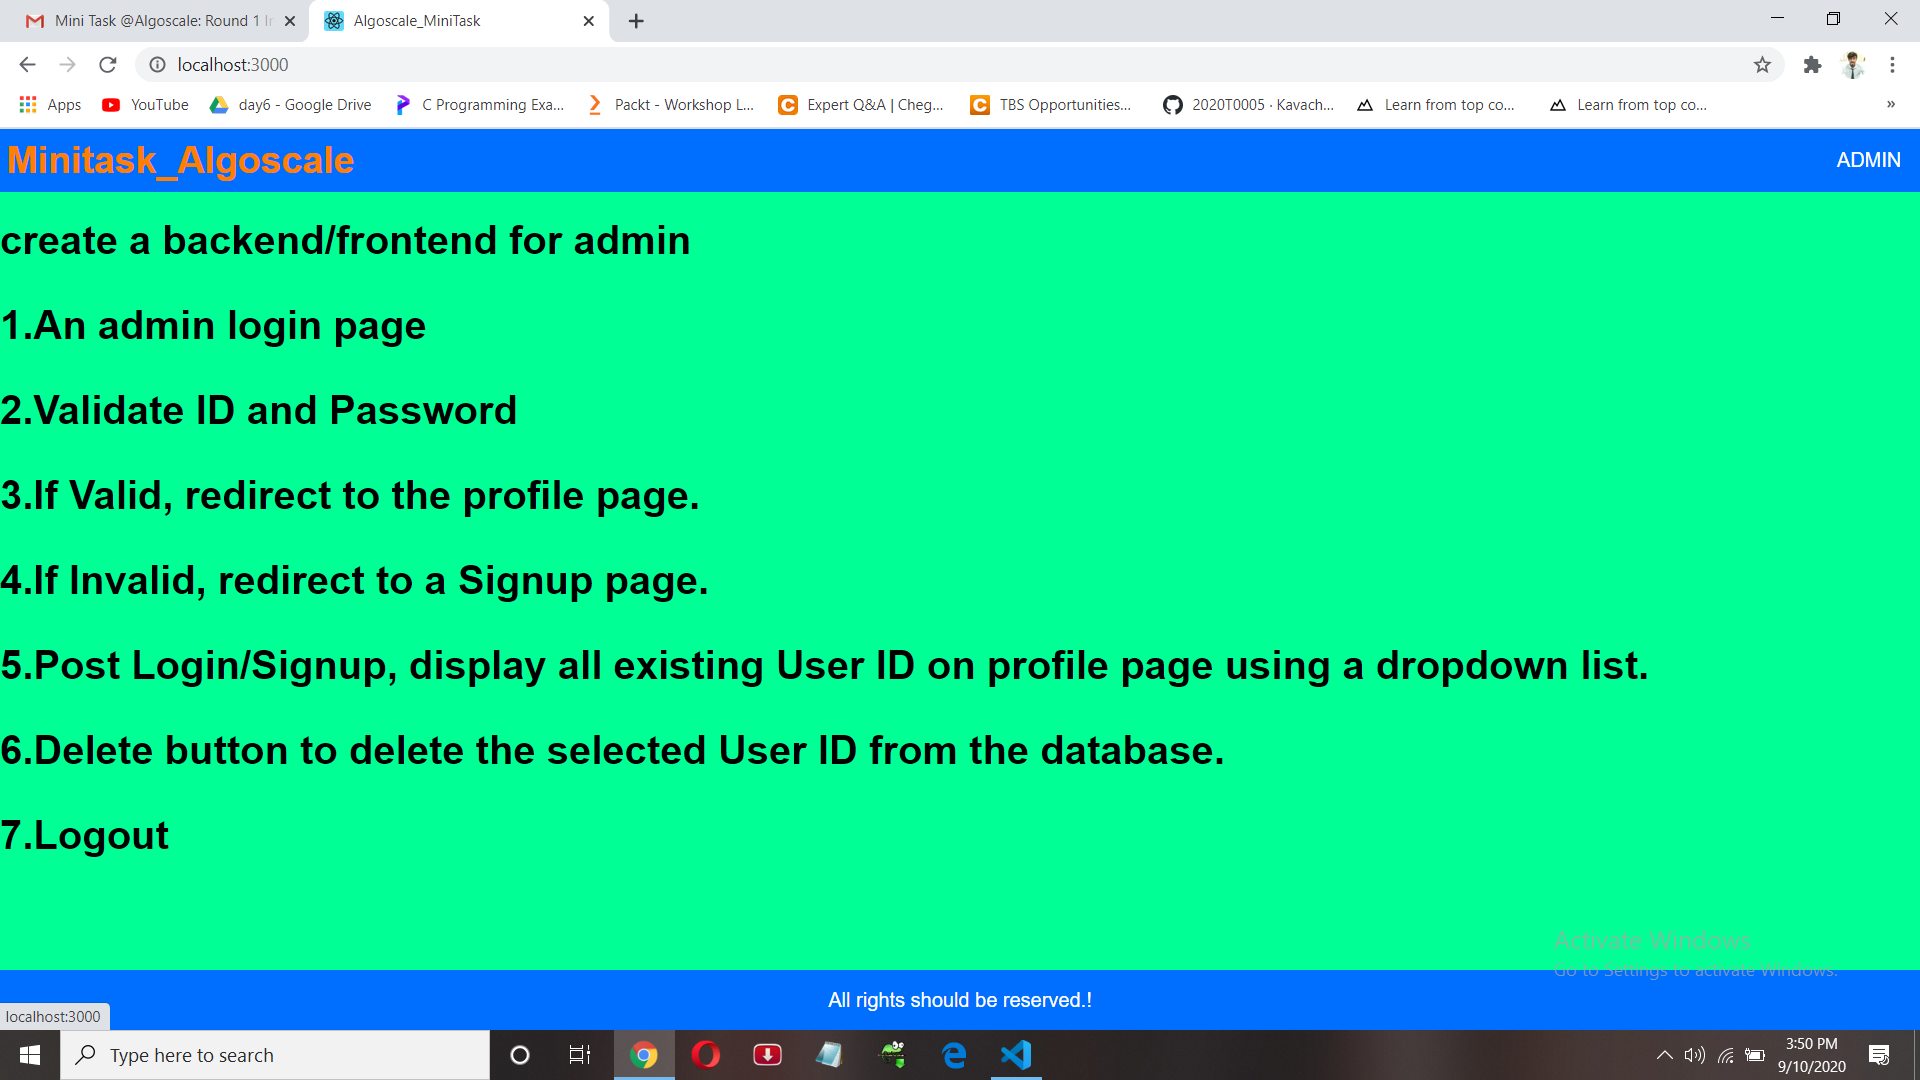 Mini Task @Algoscale: Round 1 In
Algoscale_MiniTask
localhost:3000
Apps
YouTube
day6 - Google Drive
C Programming Exa...
Packt - Workshop L...
Expert Q&A | Cheg...
TBS Opportunities...
2020T0005 · Kavach...
Learn from top co...
Learn from top co...
»
Minitask_Algoscale
ADMIN
create a backend/frontend for admin
1.An admin login page
2.Validate ID and Password
3.If Valid, redirect to the profile page.
4.If Invalid, redirect to a Signup page.
5.Post Login/Signup, display all existing User ID on profile page using a dropdown list.
6.Delete button to delete the selected User ID from the database.
7.Logout
Activate Windows
Go to Settings to activate Windows.
All rights should be reserved.!
localhost:3000
Type here to search
3:50 PM
9/10/2020